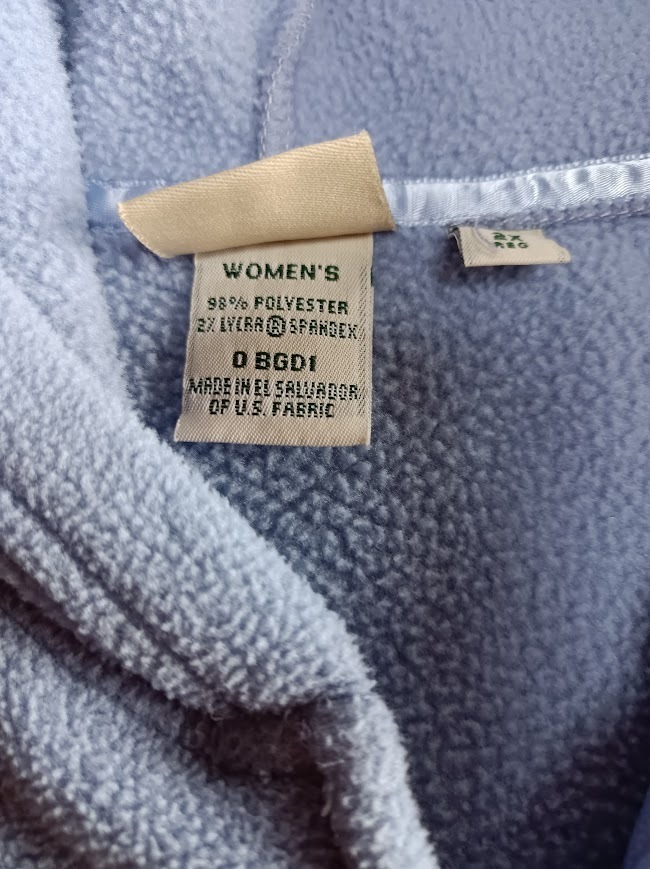 WOMEN'S
98% POLYESTER
2% LYCRA® SPANDEX
0 BGD1
MADE IN EL SALVADOR
OF U.S. FABRIC
2X
REG